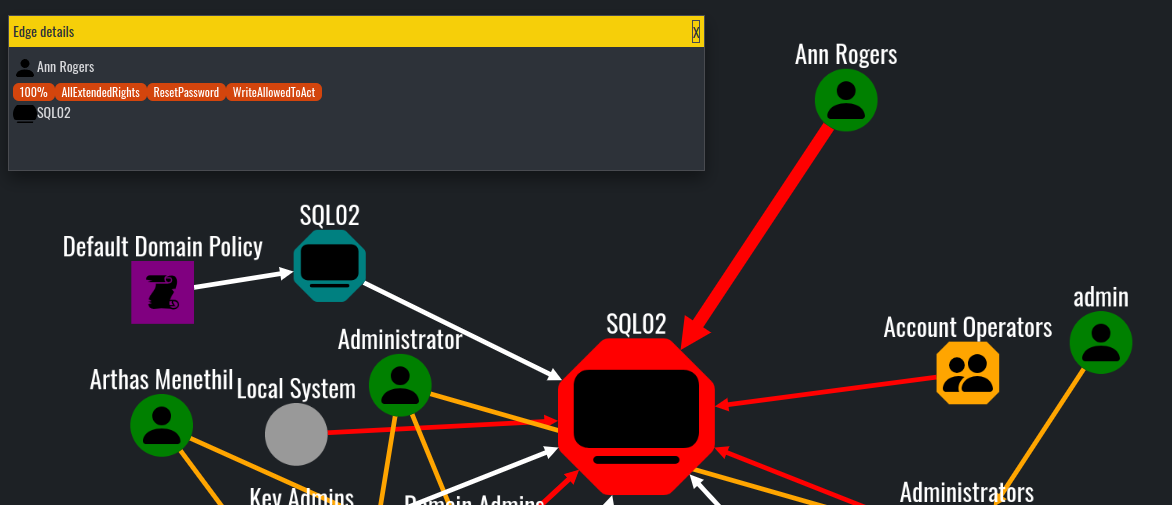 Edge details
X
Ann Rogers
100% AllExtendedRights ResetPassword WriteAllowedToAct
SQL02
Ann Rogers
SQL02
Default Domain Policy
SQL02
admin
Account Operators
Administrator
Arthas Menethil
Local System
Key Admins
Domain Admins
Administrators